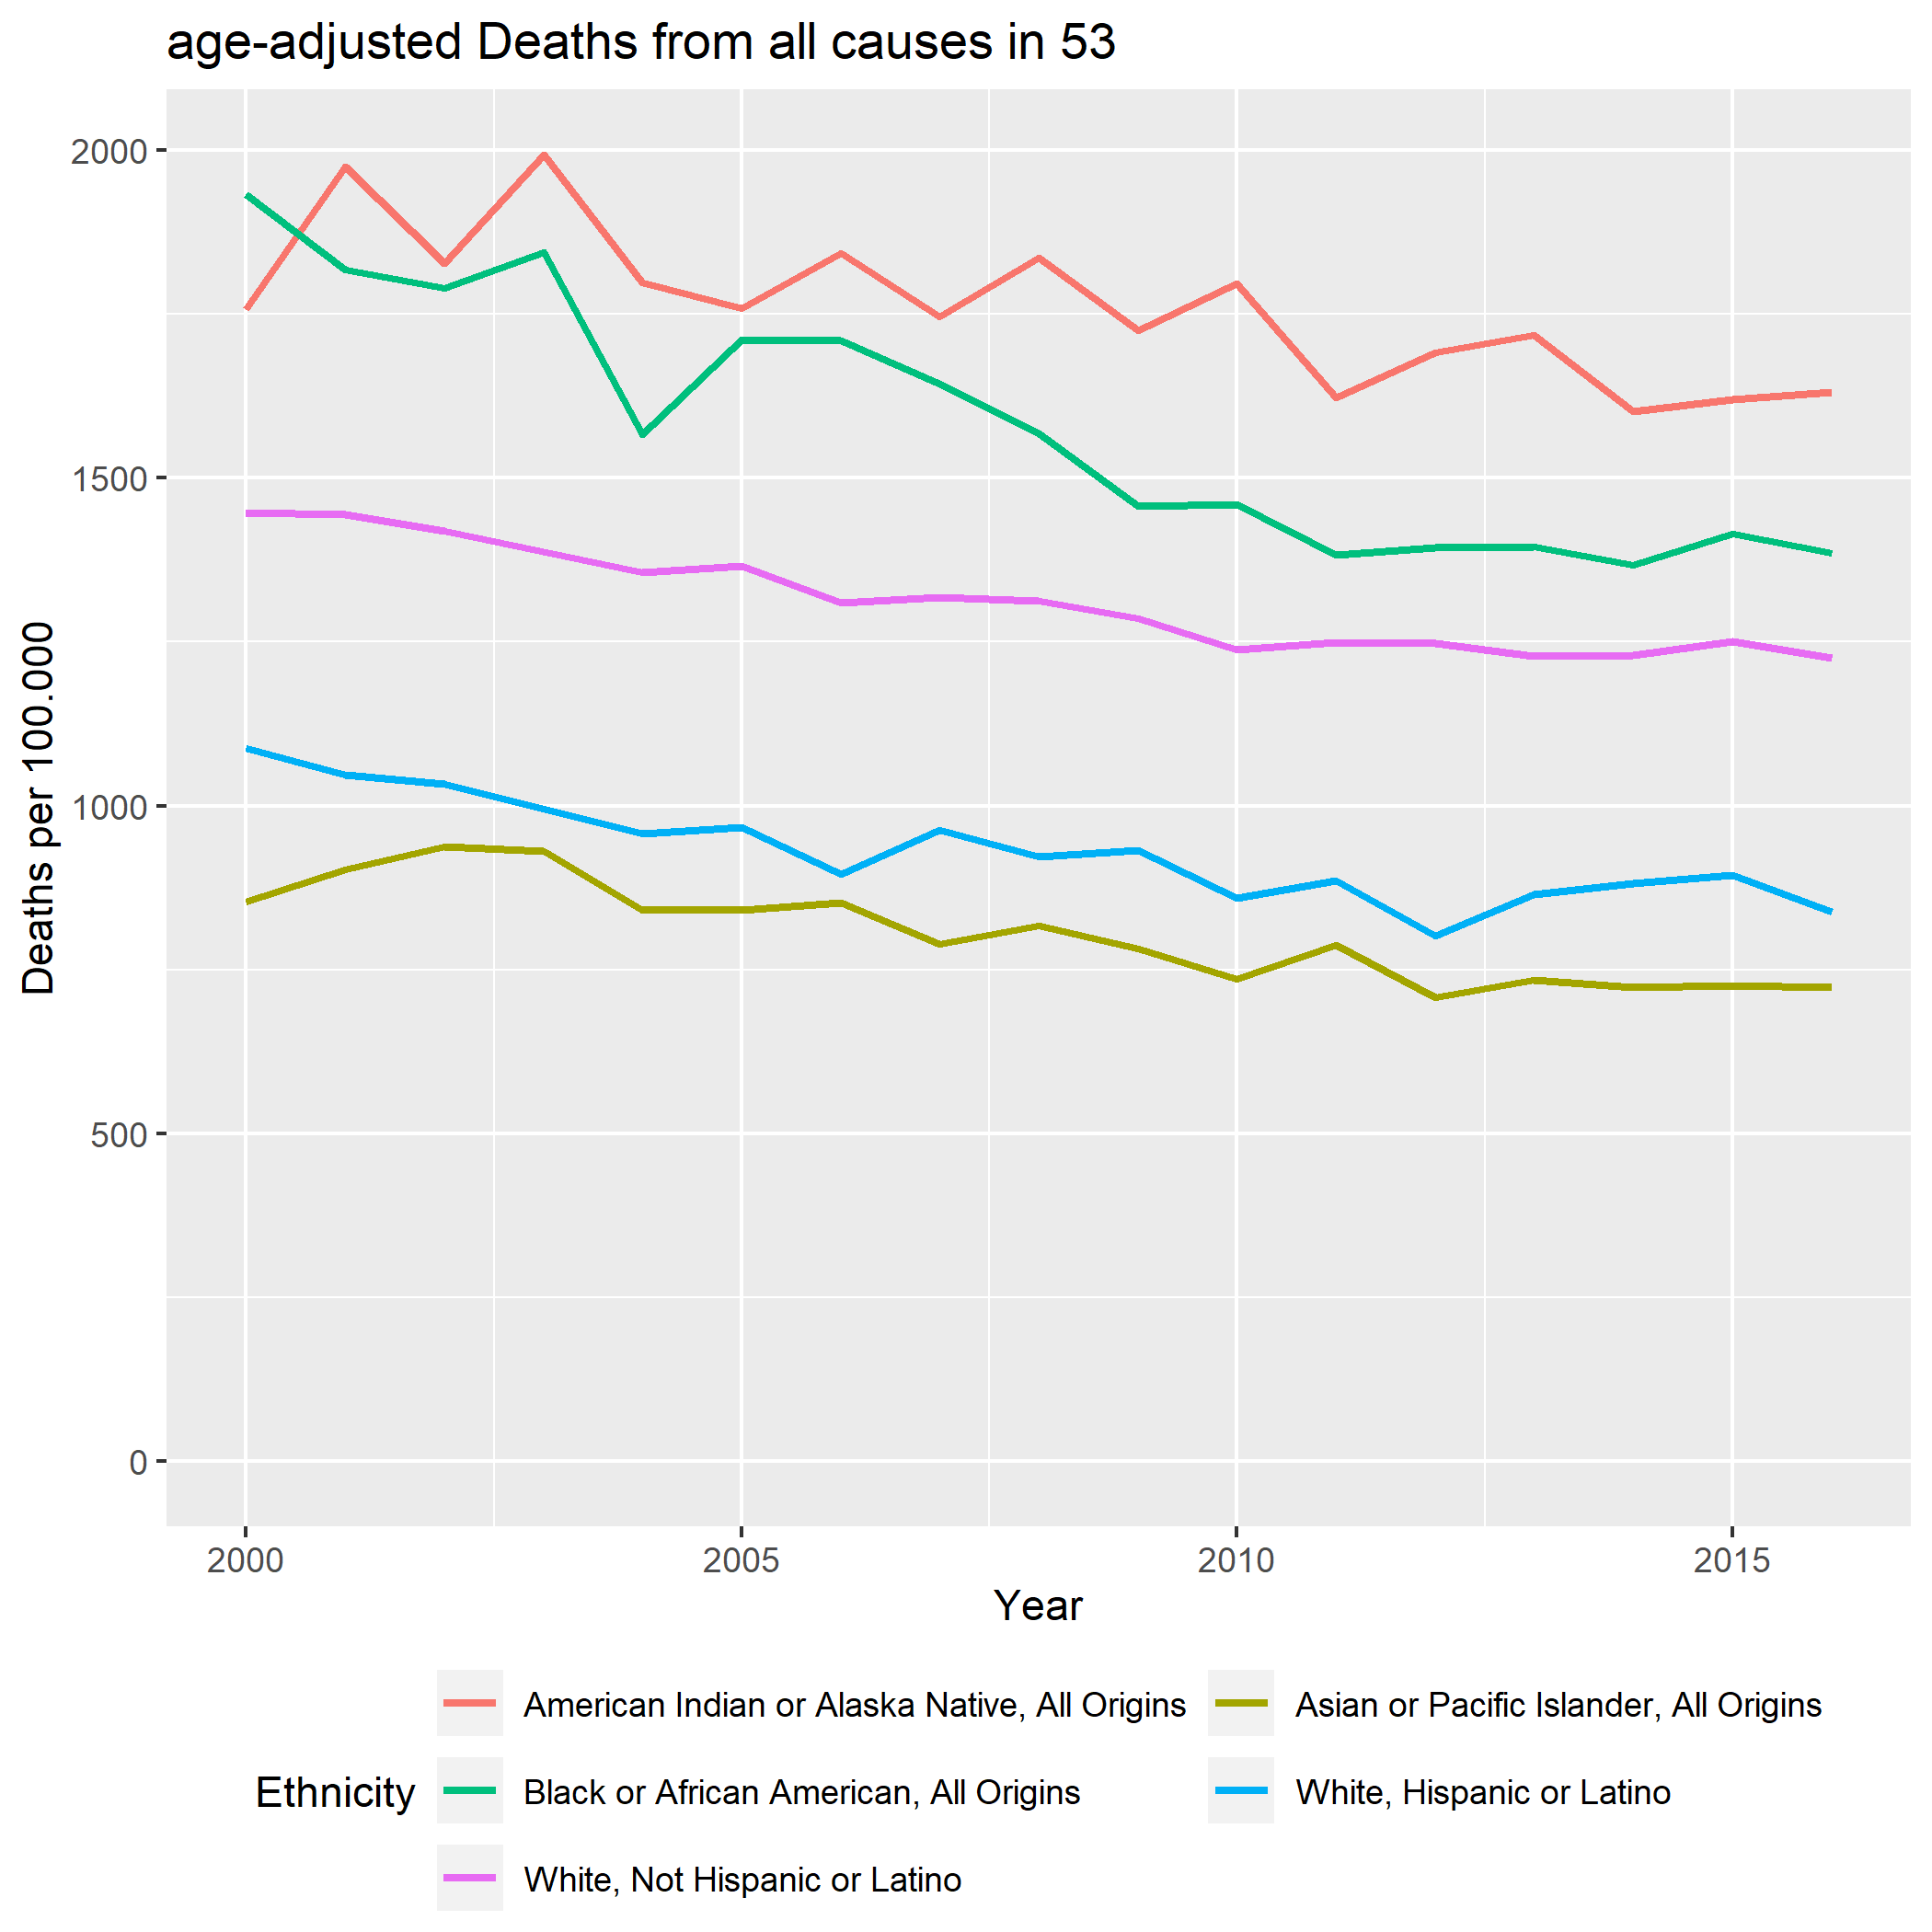 age-adjusted Deaths from all causes in 53
Deaths per 100.000
2000
1500
1000
500
0
2000
2005
2010
2015
Year
Ethnicity
American Indian or Alaska Native, All Origins
Asian or Pacific Islander, All Origins
Black or African American, All Origins
White, Hispanic or Latino
White, Not Hispanic or Latino